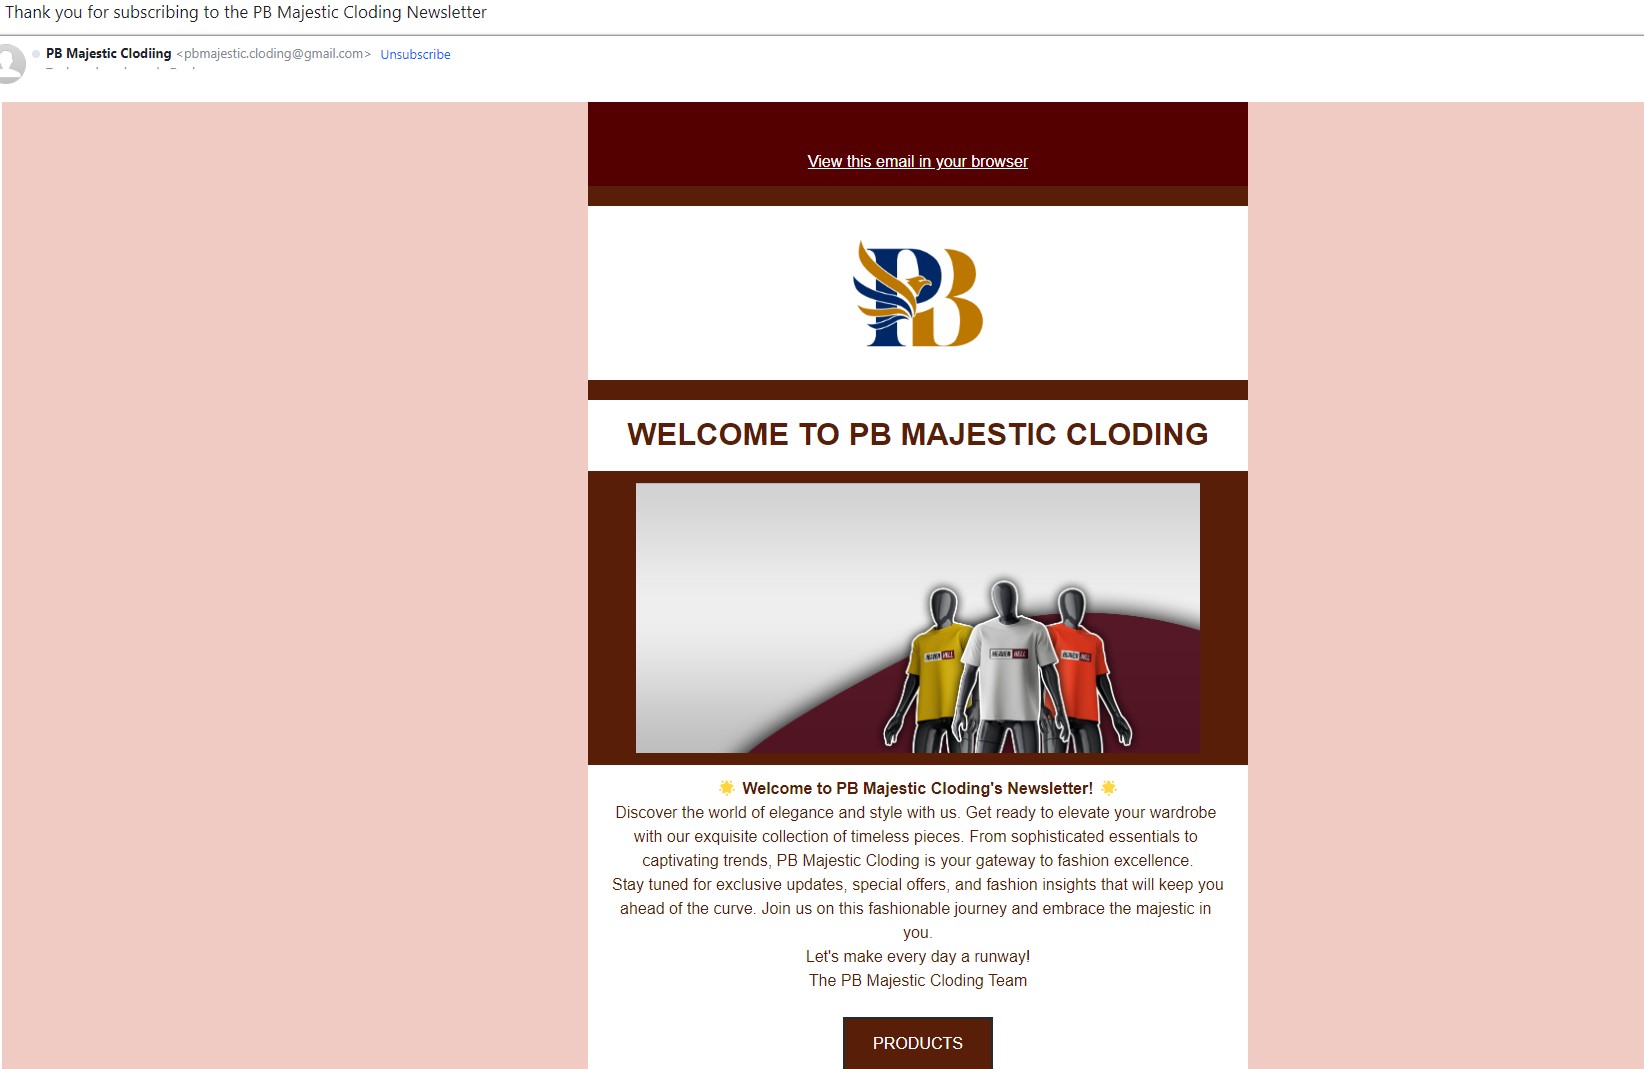 Thank you for subscribing to the PB Majestic Cloding Newsletter
PB Majestic Clodiing <pbmajestic.cloding@gmail.com> Unsubscribe
View this email in your browser
PB
WELCOME TO PB MAJESTIC CLODING
HEAVEN HELL
HEAVEN HELL
HEAVEN HELL
🌟 Welcome to PB Majestic Cloding's Newsletter! 🌟
Discover the world of elegance and style with us. Get ready to elevate your wardrobe
with our exquisite collection of timeless pieces. From sophisticated essentials to
captivating trends, PB Majestic Cloding is your gateway to fashion excellence.
Stay tuned for exclusive updates, special offers, and fashion insights that will keep you
ahead of the curve. Join us on this fashionable journey and embrace the majestic in
you.
Let's make every day a runway!
The PB Majestic Cloding Team
PRODUCTS